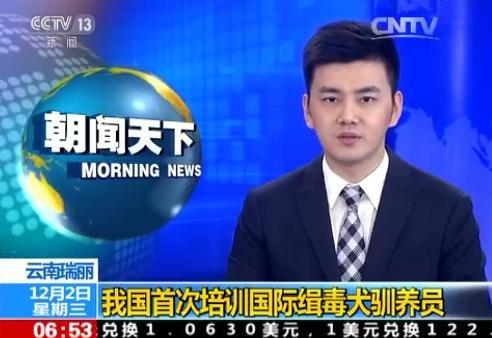 CCTV 13
新闻
CNTV
朝闻天下
MORNING NEWS
云南瑞丽
12月2日
星期三
我国首次培训国际缉毒犬驯养员
06:53
兑换1.0630美元，1美元兑换122.